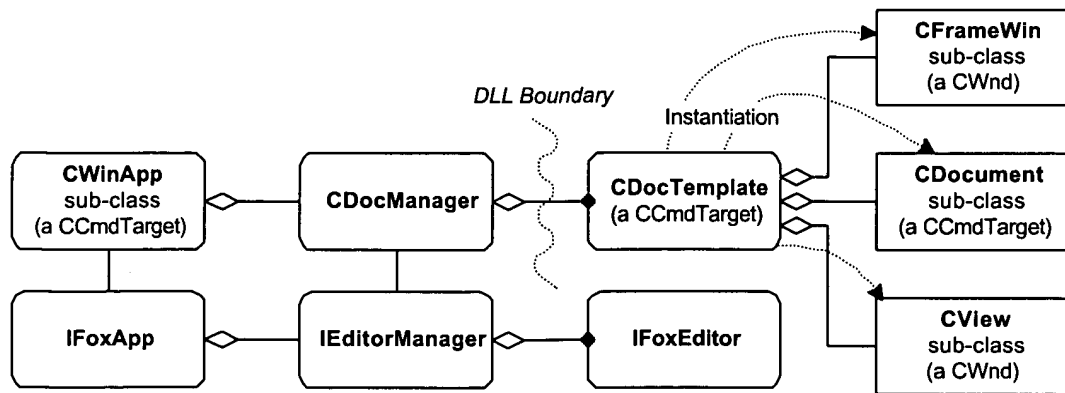 CFrameWin
sub-class
(a CWnd)
DLL Boundary
Instantiation
CWinApp
sub-class
(a CCmdTarget)
CDocManager
CDocTemplate
(a CCmdTarget)
CDocument
sub-class
(a CCmdTarget)
IFoxApp
IEditorManager
IFoxEditor
CView
sub-class
(a CWnd)